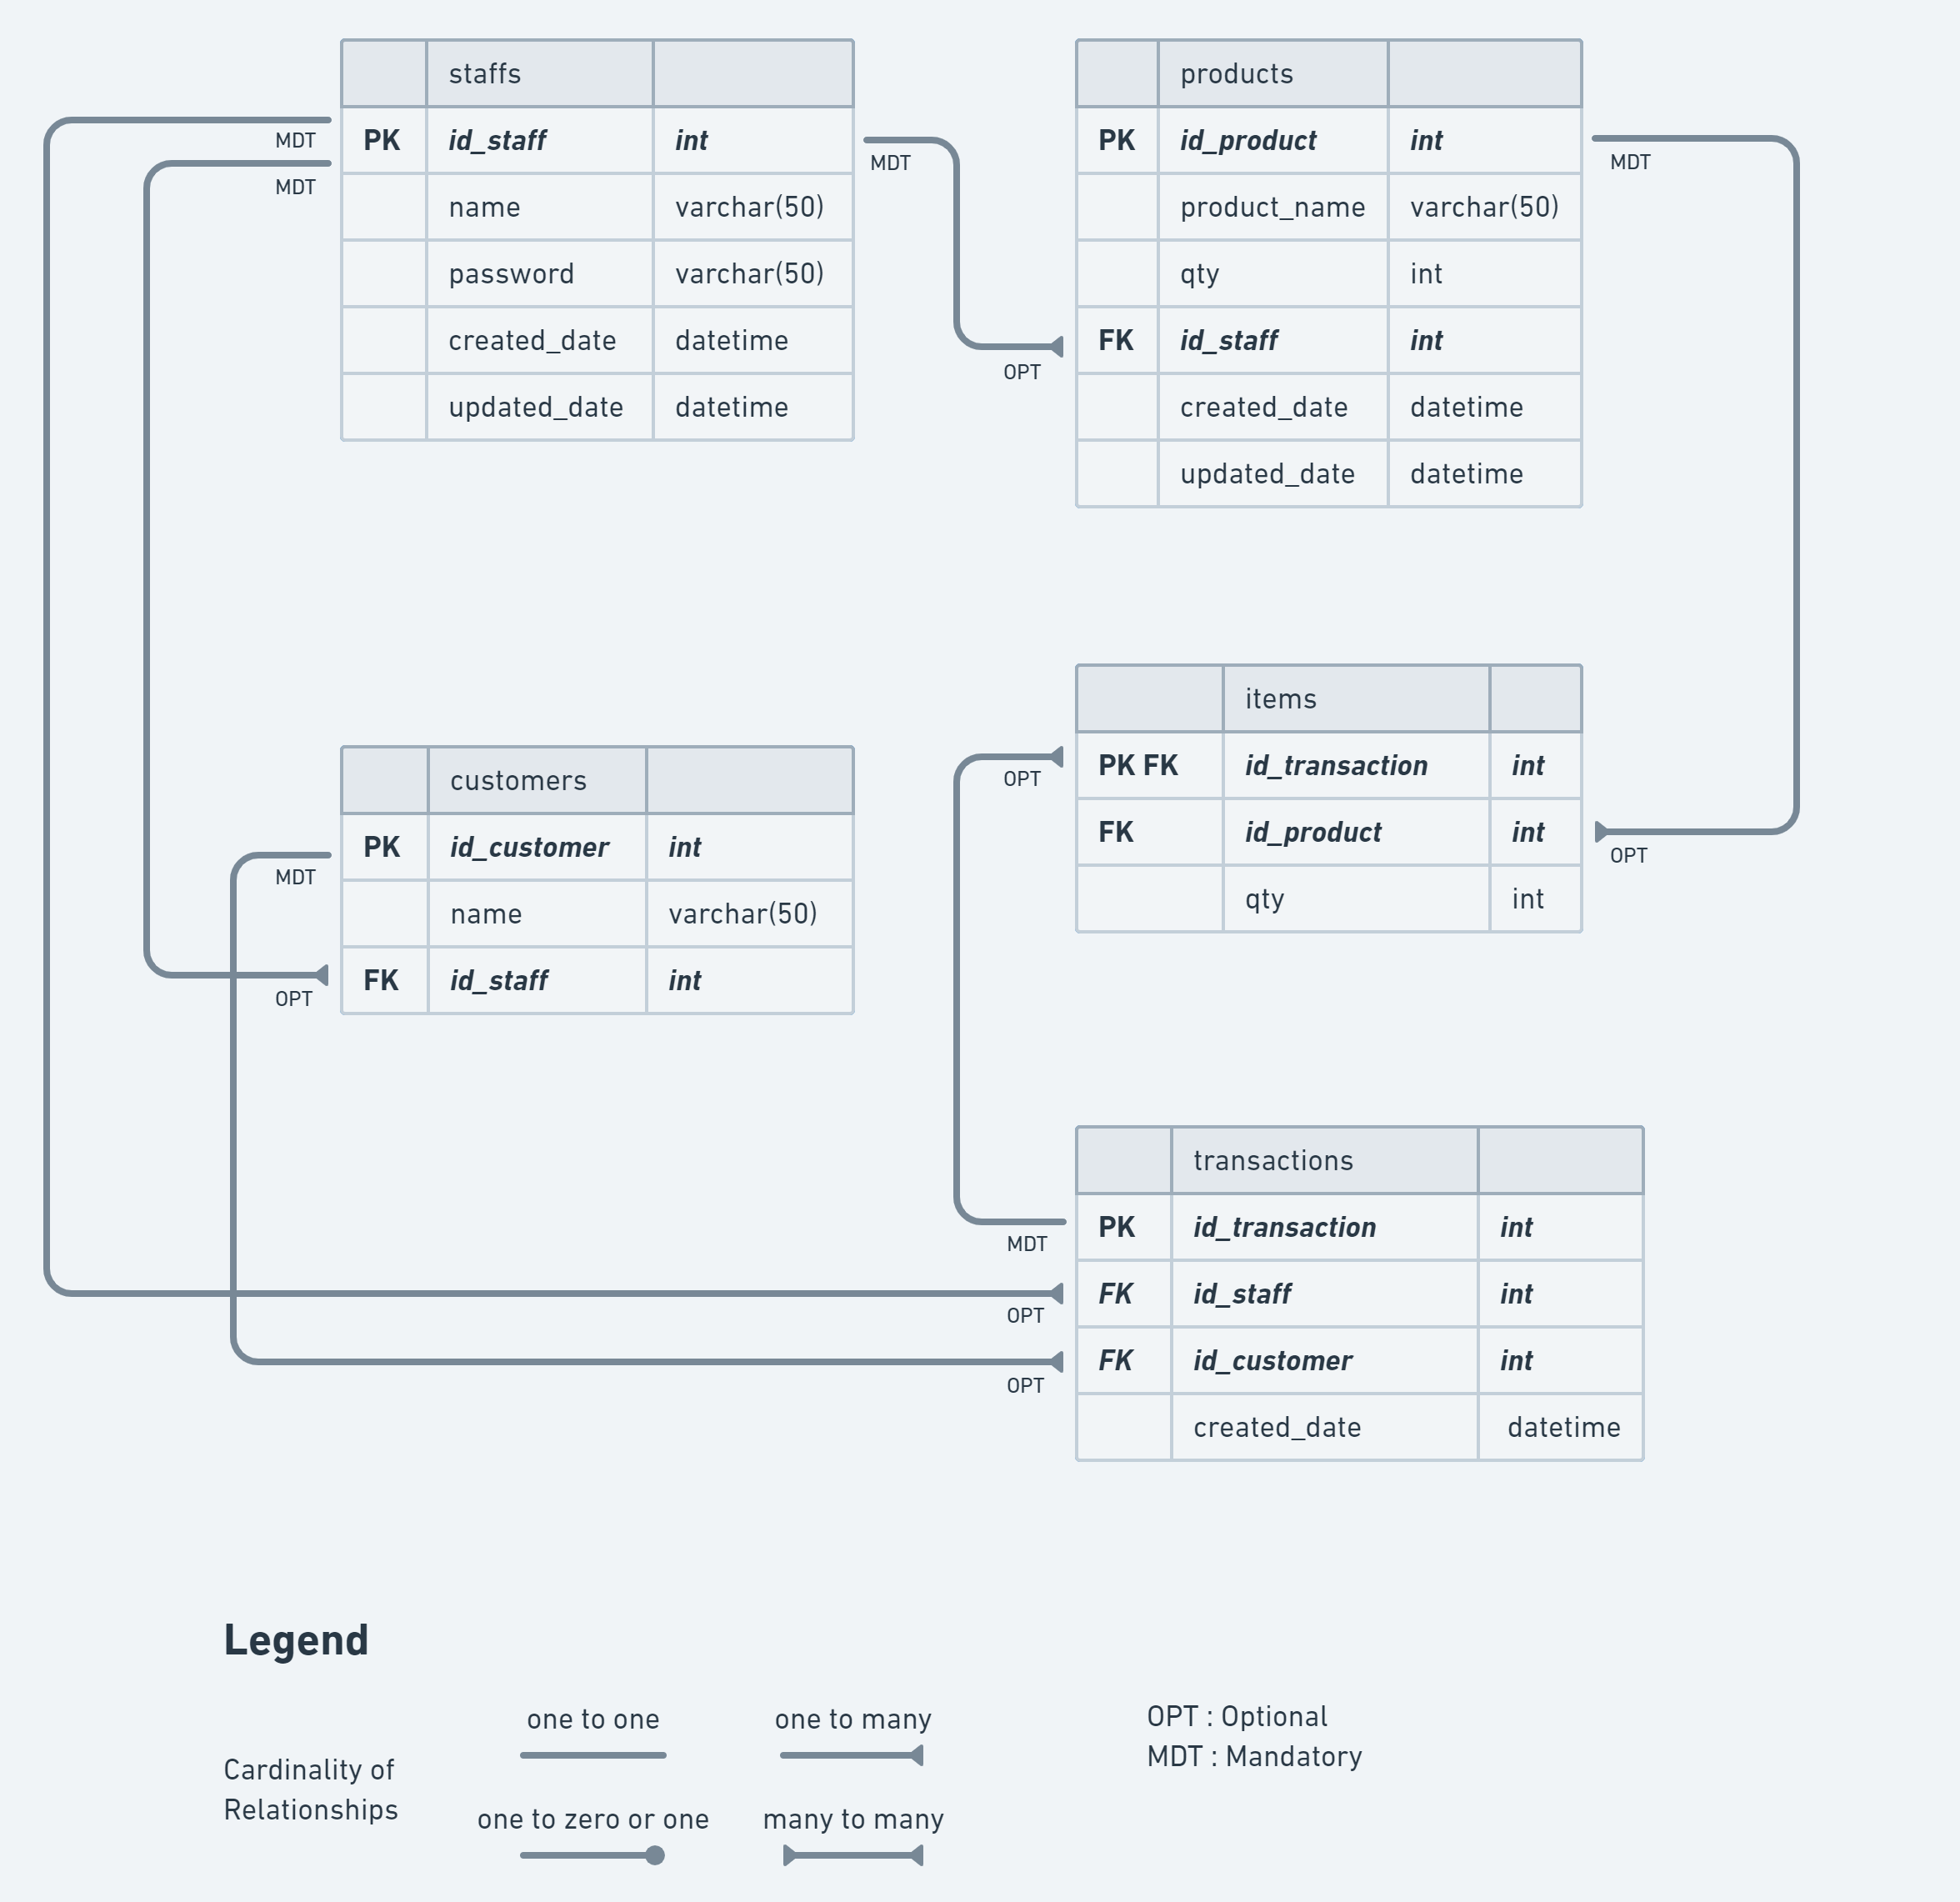 staffs
MDT
PK id_staff int
MDT
MDT
name varchar(50)
password varchar(50)
created_date datetime
updated_date datetime
products
PK id_product int
MDT
product_name varchar(50)
qty int
FK id_staff int
OPT
created_date datetime
updated_date datetime
customers
PK id_customer int
MDT
name varchar(50)
FK id_staff int
OPT
items
PK FK id_transaction int
OPT
FK id_product int
OPT
qty int
transactions
PK id_transaction int
MDT
FK id_staff int
OPT
FK id_customer int
OPT
created_date datetime
Legend
Cardinality of
Relationships
one to one
one to many
one to zero or one
many to many
OPT : Optional
MDT : Mandatory